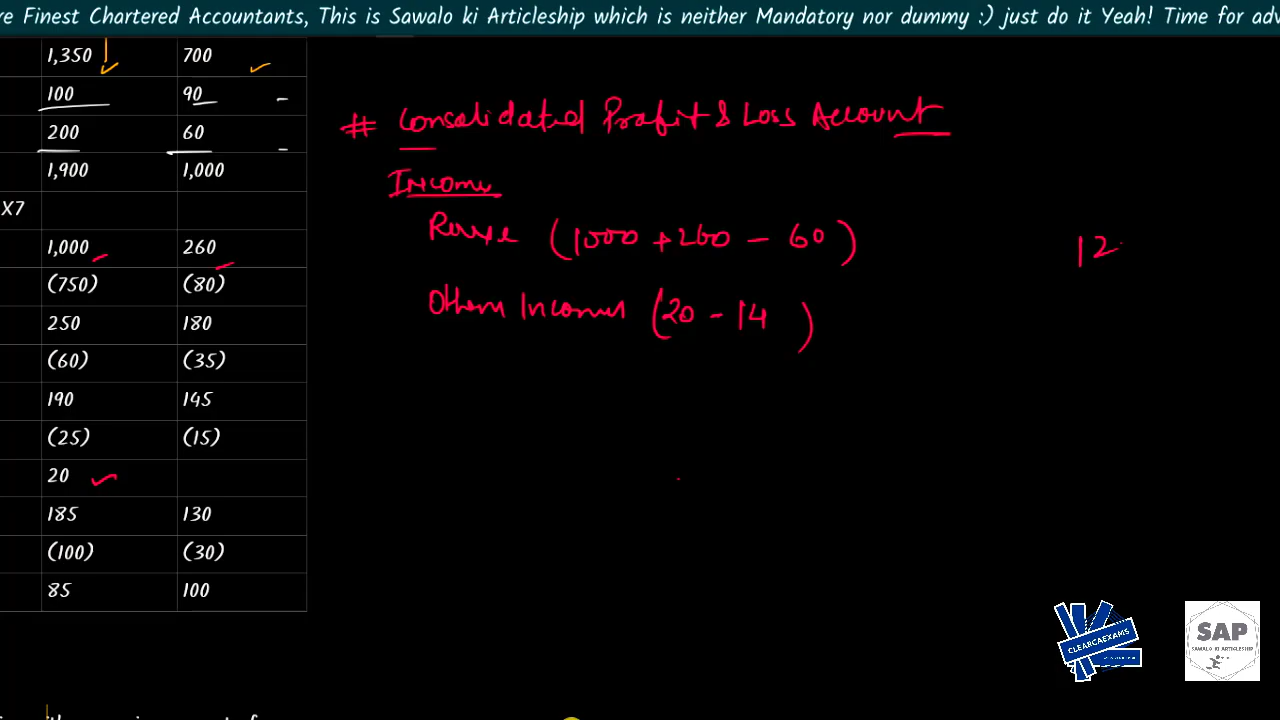 re Finest Chartered Accountants, This is Sawalo ki Articleship which is neither Mandatory nor dummy :) just do it Yeah! Time for adv
1,350 700
100 90
200 60
1,900 1,000
X7
1,000 260
(750) (80)
250 180
(60) (35)
190 145
(25) (15)
20
185 130
(100) (30)
85 100
# Consolidated Profit & Loss Account
Income
(1000 + 260 - 60) 12
(20 - 14 )
CLEARCAEXAMS
SAP
SAWALO KI ARTICLESHIP